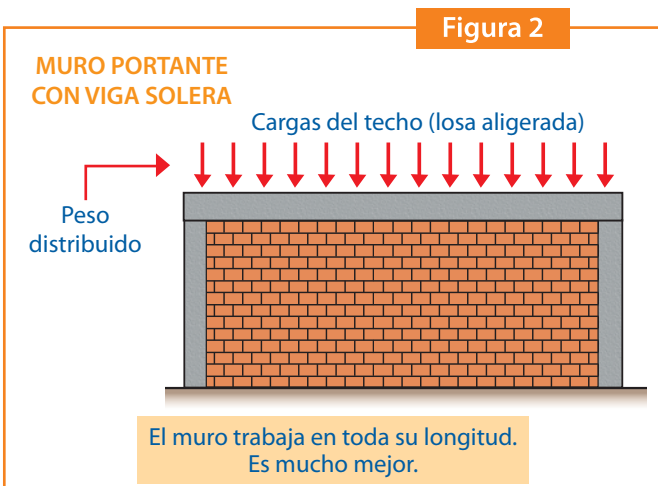 Figura 2
MURO PORTANTE
CON VIGA SOLERA
Cargas del techo (losa aligerada)
Peso
distribuido
El muro trabaja en toda su longitud.
Es mucho mejor.